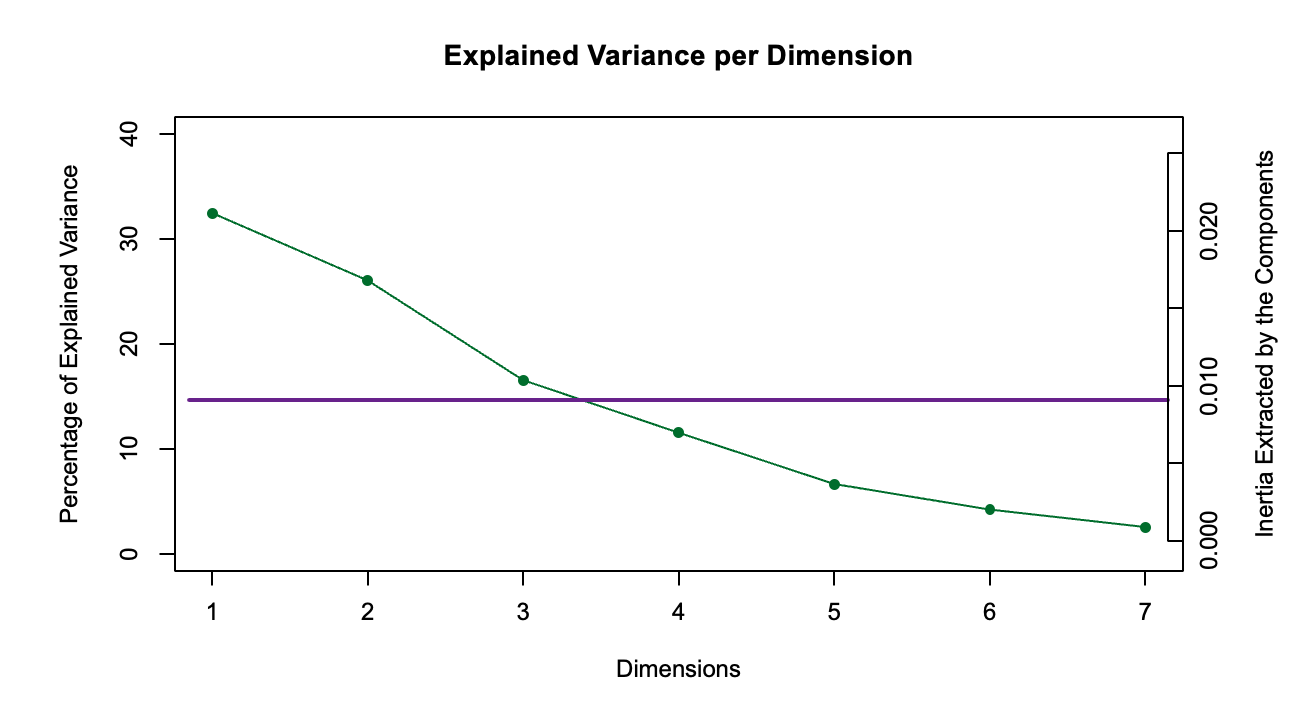 Explained Variance per Dimension
Percentage of Explained Variance
40
30
20
10
0
0.020
0.010
0.000
Inertia Extracted by the Components
1 2 3 4 5 6 7
Dimensions